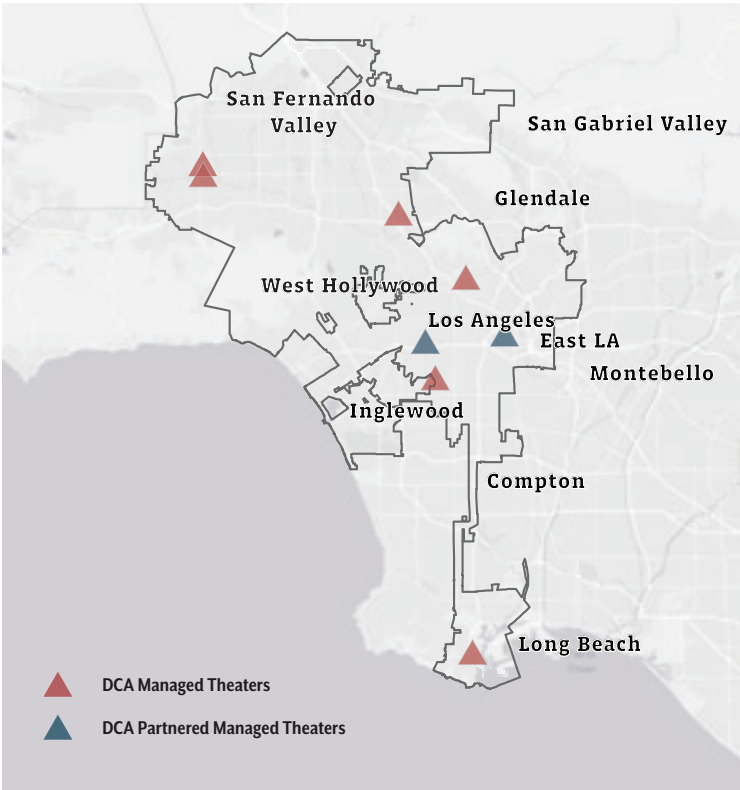 San Fernando
Valley
San Gabriel Valley
Glendale
West Hollywood
Los Angeles
East LA
Montebello
Inglewood
Compton
Long Beach
DCA Managed Theaters
DCA Partnered Managed Theaters